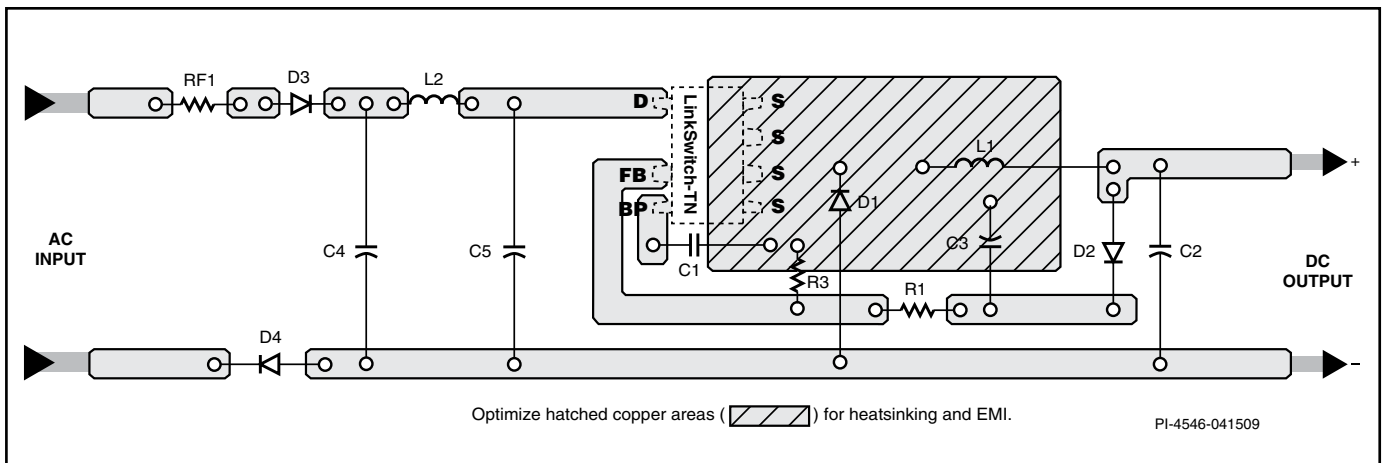 RF1
D3
L2
D
S
LinkSwitch-TN
S
L1
+
FB
S
BP
S
D1
AC
INPUT
C4
C5
C1
R3
C3
D2
C2
DC
OUTPUT
R1
D4
–
Optimize hatched copper areas ( ) for heatsinking and EMI.
PI-4546-041509